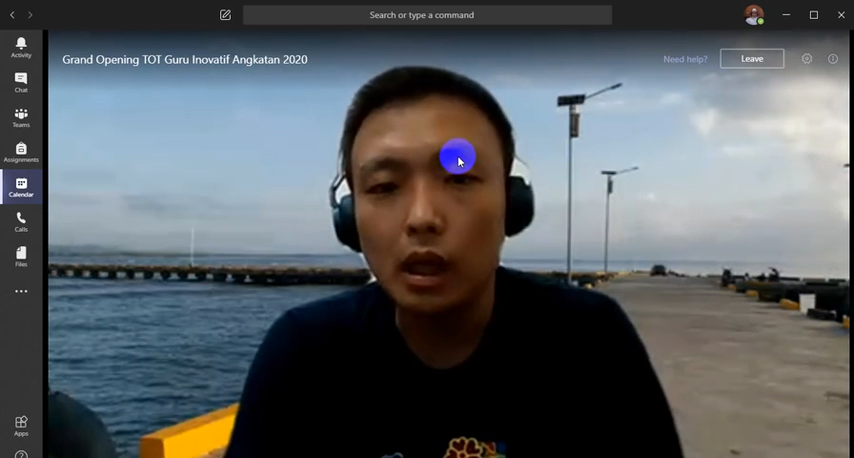 Search or type a command
Activity
Grand Opening TOT Guru Inovatif Angkatan 2020
Need help?
Leave
Chat
Teams
Assignments
Calendar
Calls
Files
Apps